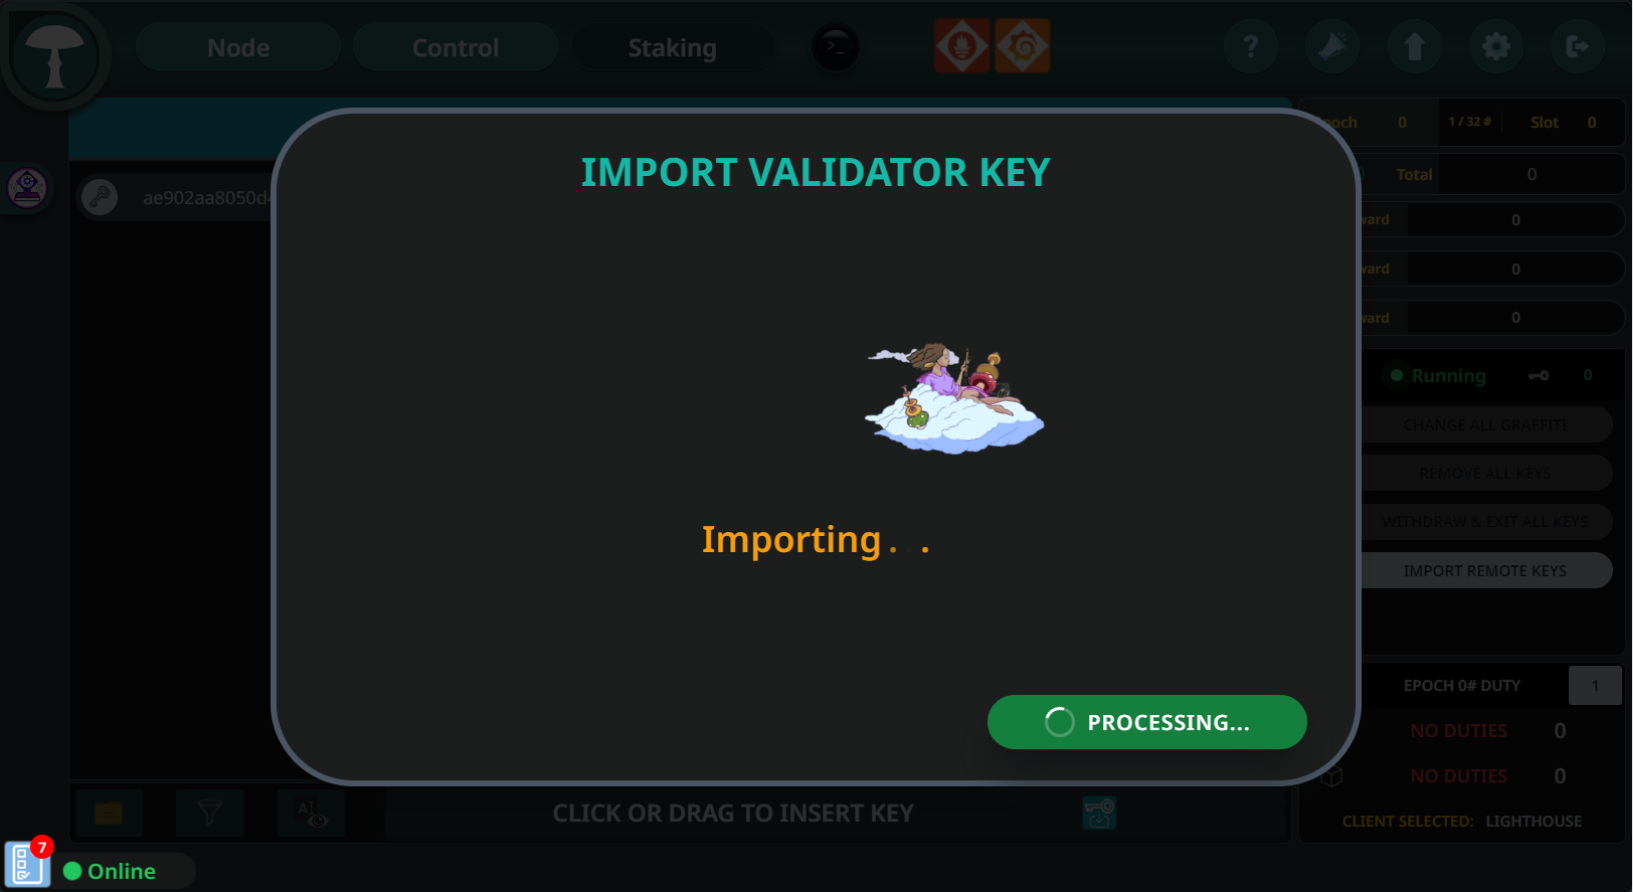 Node
Control
Staking
>_
?
Epoch 0
1 / 32 #
Slot 0
Total 0
ward 0
ward 0
ward 0
ae902aa8050d4
IMPORT VALIDATOR KEY
Importing . . .
PROCESSING...
Running 0
CHANGE ALL GRAFFITI
REMOVE ALL KEYS
WITHDRAW & EXIT ALL KEYS
IMPORT REMOTE KEYS
EPOCH 0# DUTY 1
NO DUTIES 0
NO DUTIES 0
CLIENT SELECTED: LIGHTHOUSE
AI
CLICK OR DRAG TO INSERT KEY
7
Online